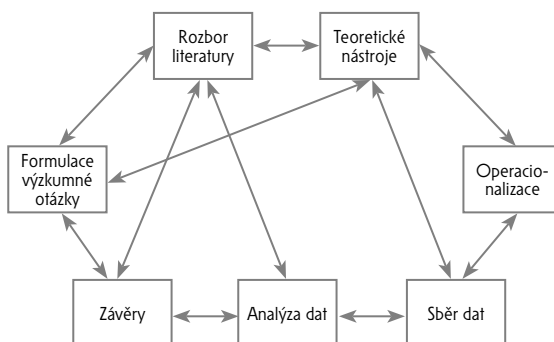 Rozbor
literatury
Teoretické
nástroje
Formulace
výzkumné
otázky
Operacio-
nalizace
Závěry
Analýza dat
Sběr dat